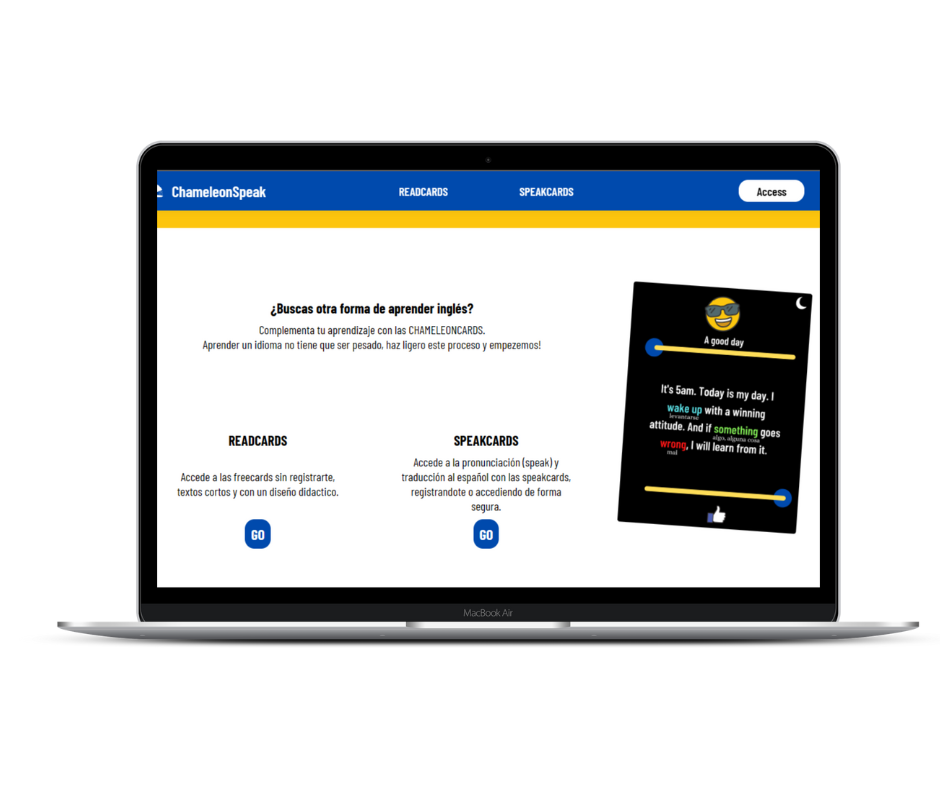 ChameleonSpeak
READCARDS
SPEAKCARDS
Access
¿Buscas otra forma de aprender inglés?
Complementa tu aprendizaje con las CHAMELEONCARDS.
Aprender un idioma no tiene que ser pesado, haz ligero este proceso y empezemos!
READCARDS
Accede a las freecards sin registrarte,
textos cortos y con un diseño didactico.
GO
SPEAKCARDS
Accede a la pronunciación (speak) y
traducción al español con las speakcards,
registrandote o accediendo de forma
segura.
GO
A good day
It's 5am. Today is my day. I
wake up with a winning
levantarse
attitude. And if something goes
algo, alguna cosa
wrong, I will learn from it.
mal
MacBook Air